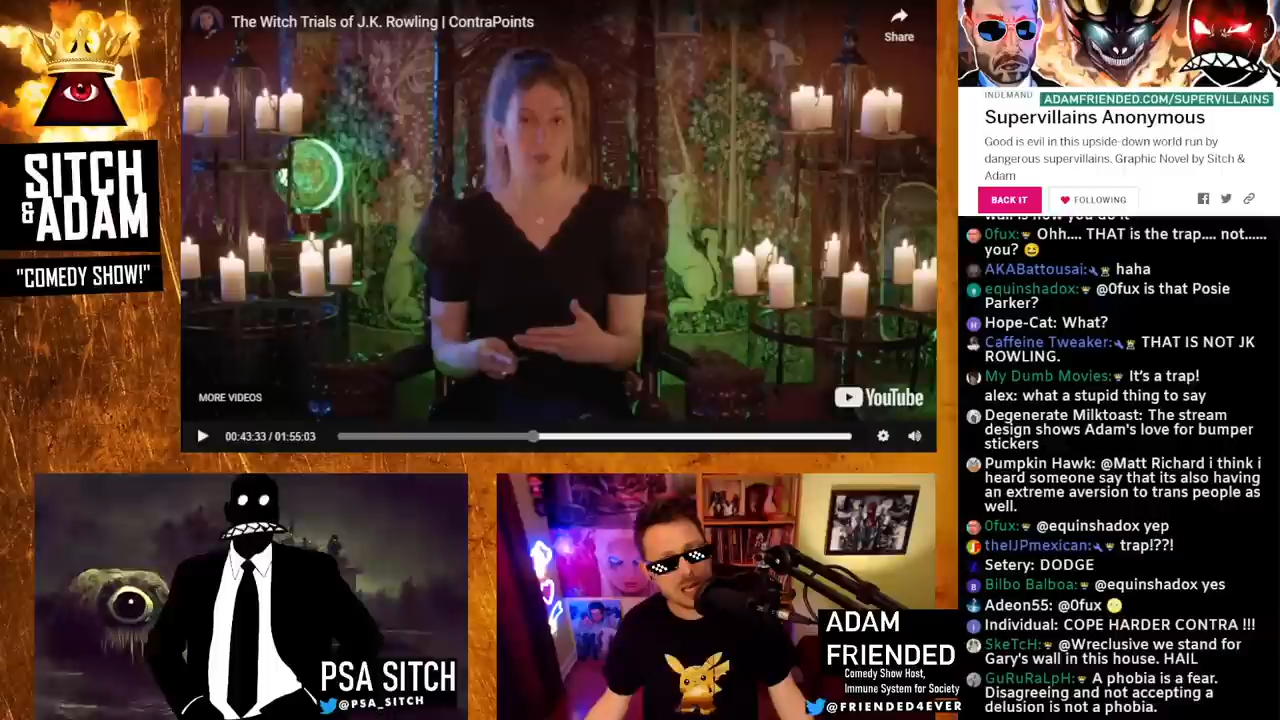 The Witch Trials of J.K. Rowling | ContraPoints
Share
MORE VIDEOS
YouTube
00:43:33 / 01:55:03
SITCH
& ADAM
"COMEDY SHOW!"
PSA SITCH
@PSA_SITCH
ADAM
FRIENDED
Comedy Show Host,
Immune System for Society
@FRIENDED4EVER
INDEMAND
ADAMFRIENDED.COM/SUPERVILLAINS
Supervillains Anonymous
Good is evil in this upside-down world run by
dangerous supervillains. Graphic Novel by Sitch &
Adam
BACK IT
FOLLOWING
wall is how you do it
0fux: Ohh.... THAT is the trap.... not......
you? 😆
AKABattousai: haha
equinshadox: @0fux is that Posie
Parker?
Hope-Cat: What?
Caffeine Tweaker: THAT IS NOT JK
ROWLING.
My Dumb Movies: It's a trap!
alex: what a stupid thing to say
Degenerate Milktoast: The stream
design shows Adam's love for bumper
stickers
Pumpkin Hawk: @Matt Richard i think i
heard someone say that its also having
an extreme aversion to trans people as
well.
0fux: @equinshadox yep
theIJPmexican: trap!??!
Setery: DODGE
Bilbo Balboa: @equinshadox yes
Adeon55: @0fux
Individual: COPE HARDER CONTRA !!!
SkeTcH: @Wreclusive we stand for
Gary's wall in this house. HAIL
GuRuRaLpH: A phobia is a fear.
Disagreeing and not accepting a
delusion is not a phobia.